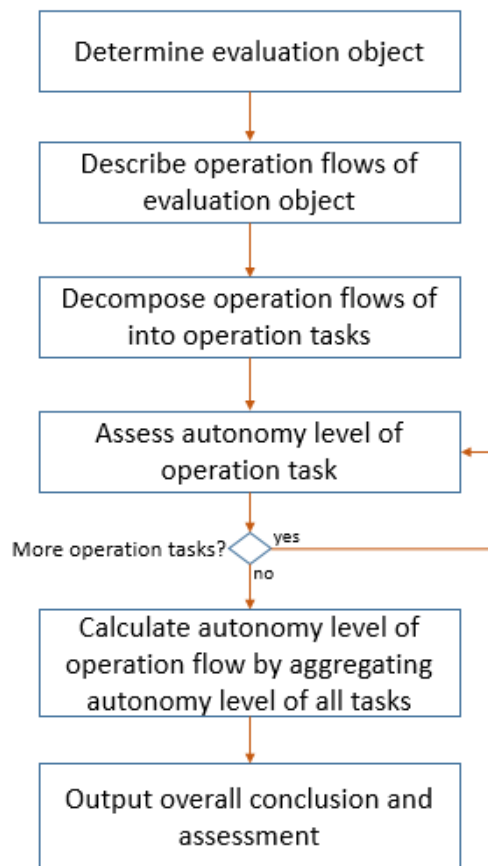 Determine evaluation object
Describe operation flows of
evaluation object
Decompose operation flows of
into operation tasks
Assess autonomy level of
operation task
More operation tasks?
yes
no
Calculate autonomy level of
operation flow by aggregating
autonomy level of all tasks
Output overall conclusion and
assessment